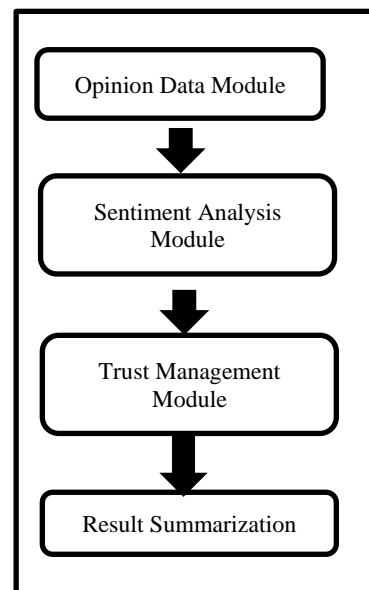 Opinion Data Module
Sentiment Analysis
Module
Trust Management
Module
Result Summarization